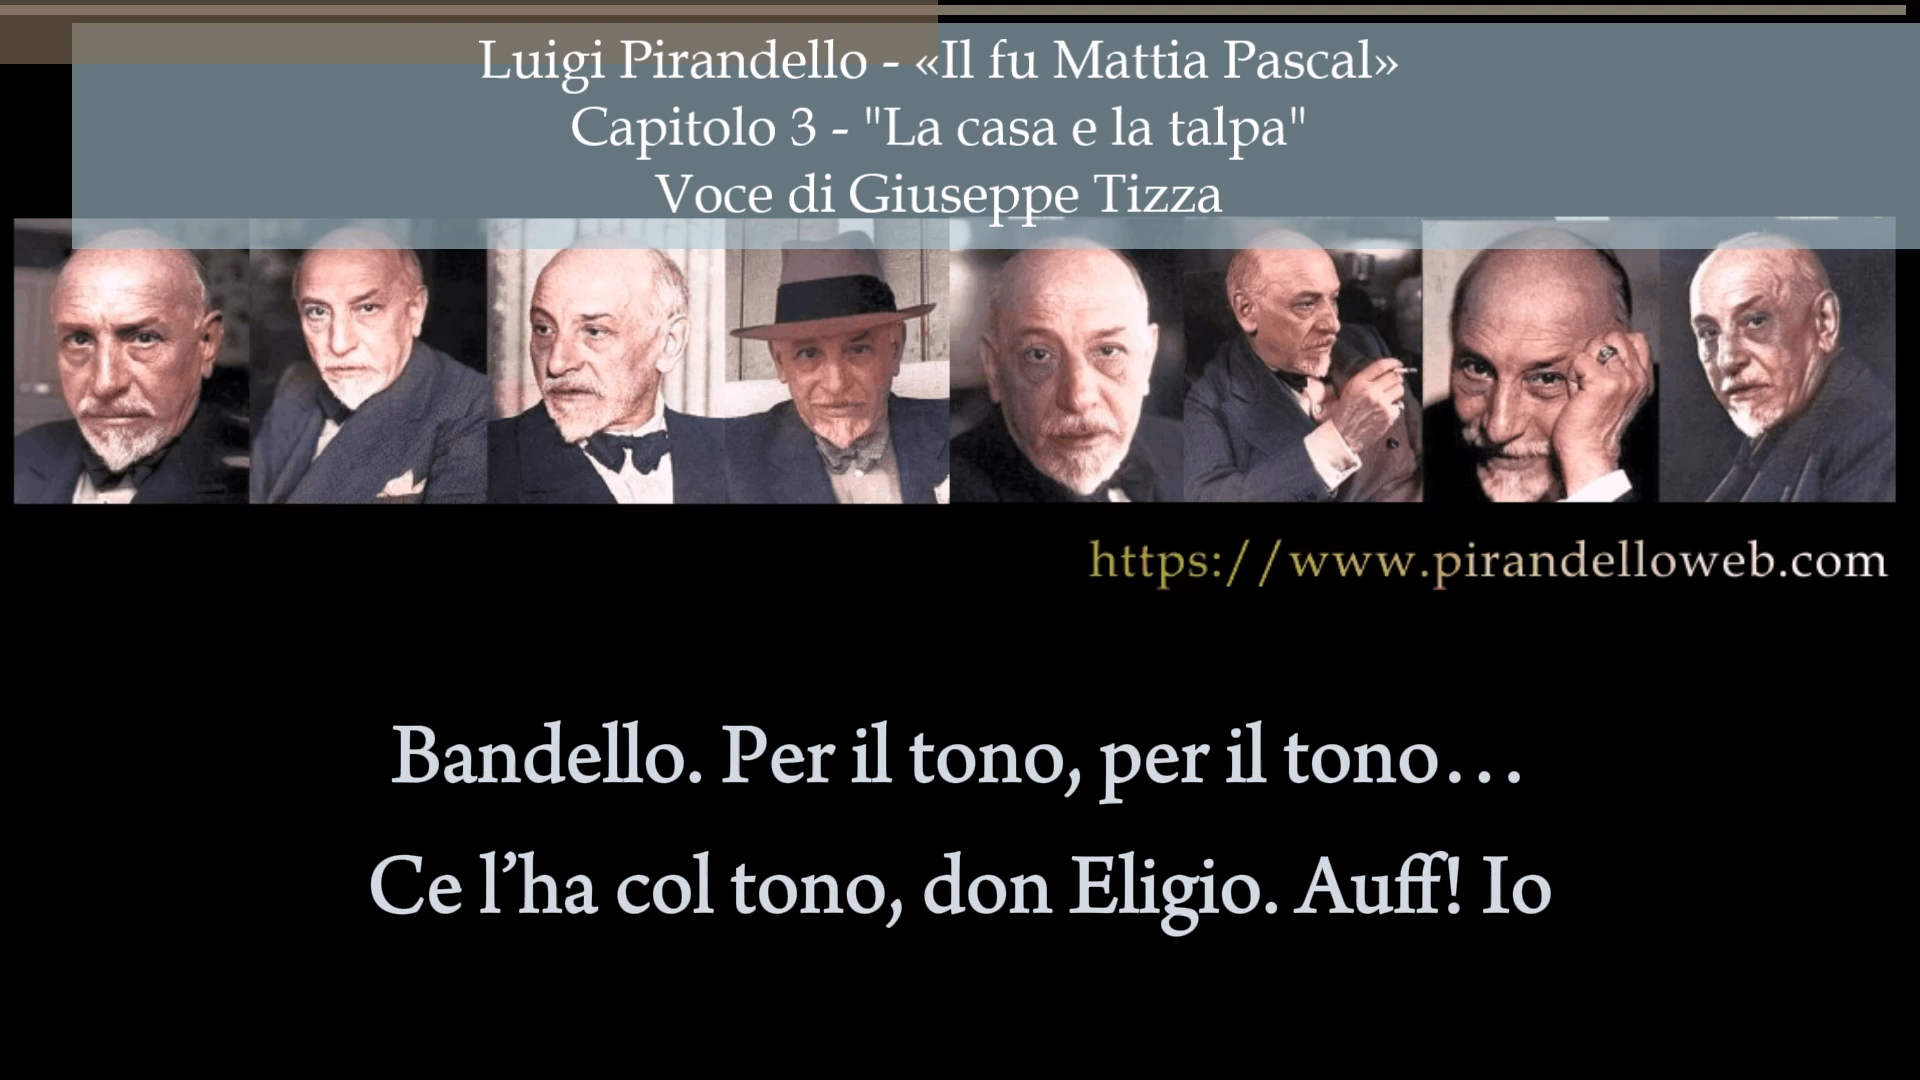 Luigi Pirandello - «Il fu Mattia Pascal»
Capitolo 3 - "La casa e la talpa"
Voce di Giuseppe Tizza
https://www.pirandelloweb.com
Bandello. Per il tono, per il tono…
Ce l’ha col tono, don Eligio. Auff! Io